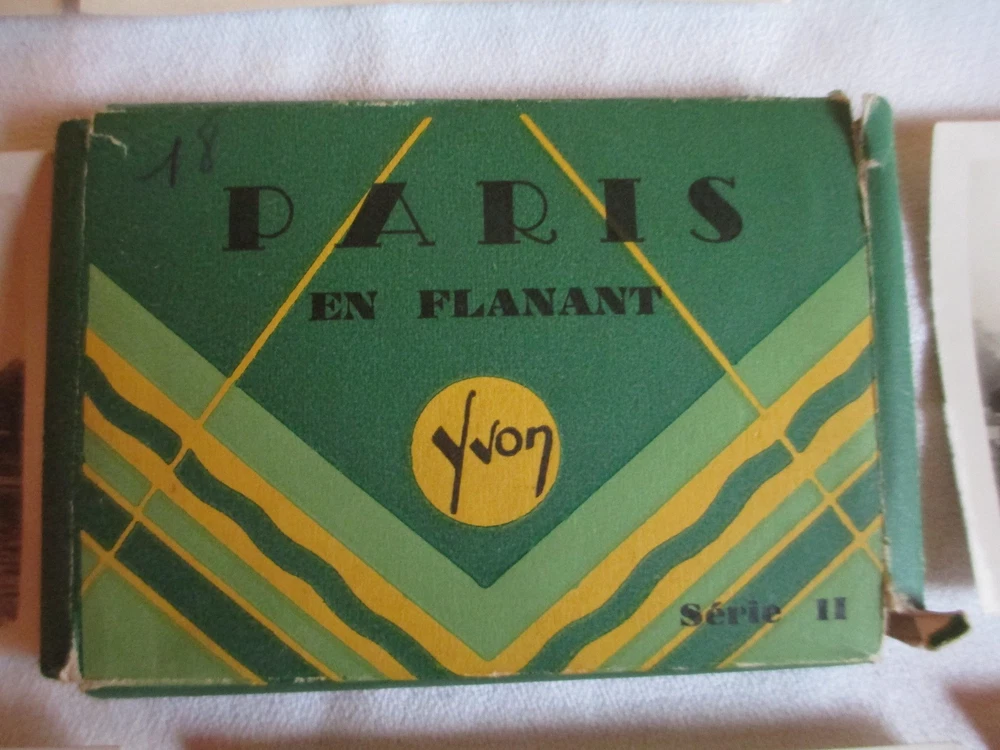 18
PARIS
EN FLANANT
Yvon
Série II